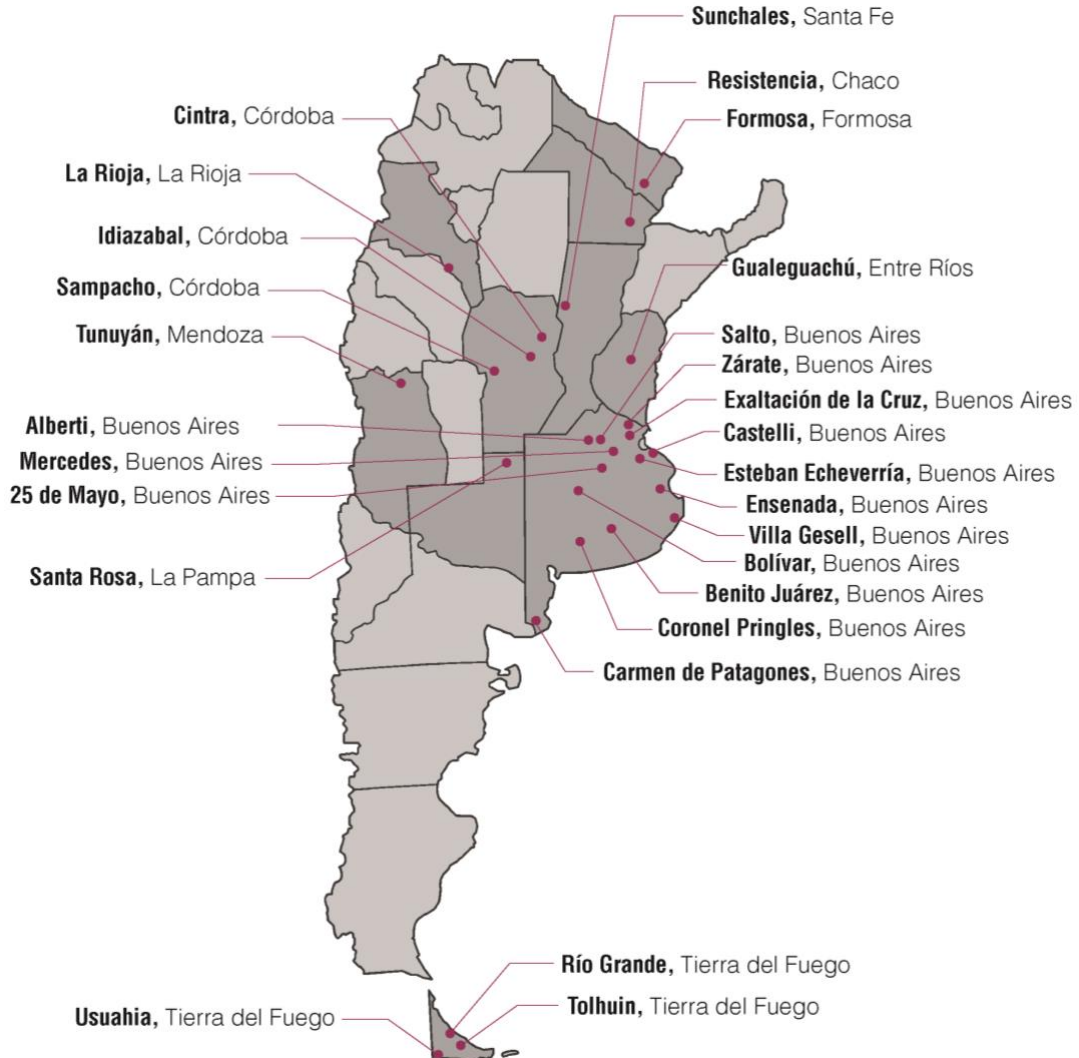 Sunchales, Santa Fe
Resistencia, Chaco
Cintra, Córdoba
Formosa, Formosa
La Rioja, La Rioja
Idiazabal, Córdoba
Gualeguachú, Entre Ríos
Sampacho, Córdoba
Tunuyán, Mendoza
Salto, Buenos Aires
Zárate, Buenos Aires
Exaltación de la Cruz, Buenos Aires
Alberti, Buenos Aires
Castelli, Buenos Aires
Mercedes, Buenos Aires
Esteban Echeverría, Buenos Aires
25 de Mayo, Buenos Aires
Ensenada, Buenos Aires
Villa Gesell, Buenos Aires
Bolívar, Buenos Aires
Santa Rosa, La Pampa
Benito Juárez, Buenos Aires
Coronel Pringles, Buenos Aires
Carmen de Patagones, Buenos Aires
Río Grande, Tierra del Fuego
Tolhuin, Tierra del Fuego
Usuahia, Tierra del Fuego